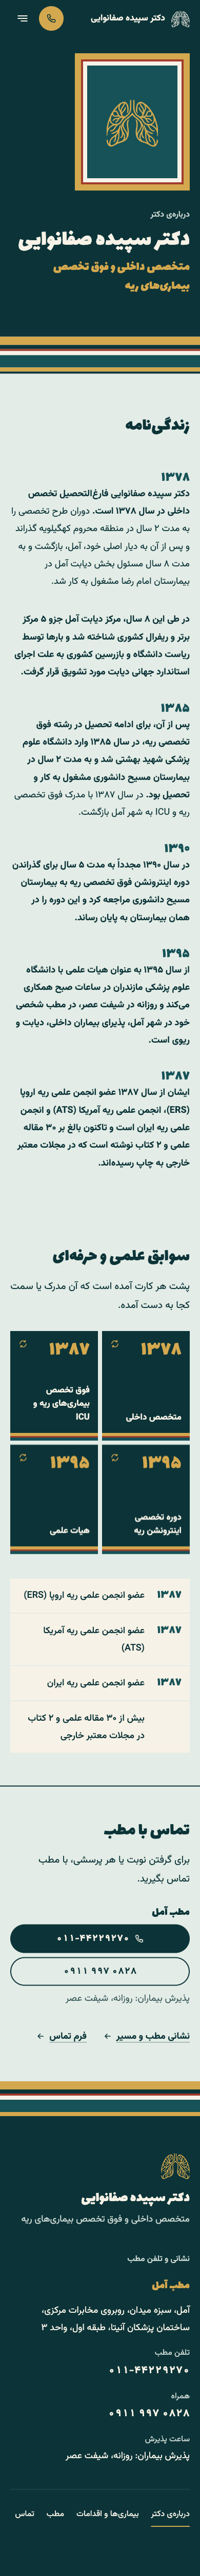 دکتر سپیده صفانوایی
درباره‌ی دکتر
دکتر سپیده صفانوایی
متخصص داخلی و فوق تخصص
بیماری‌های ریه
زندگی‌نامه
۱۳۷۸
دکتر سپیده صفانوایی فارغ‌التحصیل تخصص
داخلی در سال ۱۳۷۸ است. دوران طرح تخصصی را
به مدت ۲ سال در منطقه محروم کهگیلویه گذراند
و پس از آن به دیار اصلی خود، آمل، بازگشت و به
مدت ۸ سال مسئول بخش دیابت آمل در
بیمارستان امام رضا مشغول به کار شد.
در طی این ۸ سال، مرکز دیابت آمل جزو ۵ مرکز
برتر و ریفرال کشوری شناخته شد و بارها توسط
ریاست دانشگاه و بازرسین کشوری به علت اجرای
استاندارد جهانی دیابت مورد تشویق قرار گرفت.
۱۳۸۵
پس از آن، برای ادامه تحصیل در رشته فوق
تخصصی ریه، در سال ۱۳۸۵ وارد دانشگاه علوم
پزشکی شهید بهشتی شد و به مدت ۲ سال در
بیمارستان مسیح دانشوری مشغول به کار و
تحصیل بود. در سال ۱۳۸۷ با مدرک فوق تخصصی
ریه و ICU به شهر آمل بازگشت.
۱۳۹۰
در سال ۱۳۹۰ مجدداً به مدت ۵ سال برای گذراندن
دوره اینترونشن فوق تخصصی ریه به بیمارستان
مسیح دانشوری مراجعه کرد و این دوره را در
همان بیمارستان به پایان رساند.
۱۳۹۵
از سال ۱۳۹۵ به عنوان هیات علمی با دانشگاه
علوم پزشکی مازندران در ساعات صبح همکاری
می‌کند و روزانه در شیفت عصر، در مطب شخصی
خود در شهر آمل، پذیرای بیماران داخلی، دیابت و
ریوی است.
۱۳۸۷
ایشان از سال ۱۳۸۷ عضو انجمن علمی ریه اروپا
(ERS)، انجمن علمی ریه آمریکا (ATS) و انجمن
علمی ریه ایران است و تاکنون بالغ بر ۳۰ مقاله
علمی و ۲ کتاب نوشته است که در مجلات معتبر
خارجی به چاپ رسیده‌اند.
سوابق علمی و حرفه‌ای
پشت هر کارت آمده است که آن مدرک یا سمت
کجا به دست آمده.
۱۳۷۸
متخصص داخلی
۱۳۸۷
فوق تخصص
بیماری‌های ریه و
ICU
۱۳۹۵
دوره تخصصی
اینترونشن ریه
۱۳۹۵
هیات علمی
۱۳۸۷ عضو انجمن علمی ریه اروپا (ERS)
۱۳۸۷ عضو انجمن علمی ریه آمریکا
(ATS)
۱۳۸۷ عضو انجمن علمی ریه ایران
بیش از ۳۰ مقاله علمی و ۲ کتاب
در مجلات معتبر خارجی
تماس با مطب
برای گرفتن نوبت یا هر پرسشی، با مطب
تماس بگیرید.
مطب آمل
۰۱۱-۴۴۲۲۹۲۷۰
۰۹۱۱ ۹۹۷ ۰۸۲۸
پذیرش بیماران: روزانه، شیفت عصر
نشانی مطب و مسیر ← فرم تماس ←
دکتر سپیده صفانوایی
متخصص داخلی و فوق تخصص بیماری‌های ریه
نشانی و تلفن مطب
مطب آمل
آمل، سبزه میدان، روبروی مخابرات مرکزی،
ساختمان پزشکان آنیتا، طبقه اول، واحد ۳
تلفن مطب
۰۱۱-۴۴۲۲۹۲۷۰
همراه
۰۹۱۱ ۹۹۷ ۰۸۲۸
ساعت پذیرش
پذیرش بیماران: روزانه، شیفت عصر
درباره‌ی دکتر بیماری‌ها و اقدامات مطب تماس